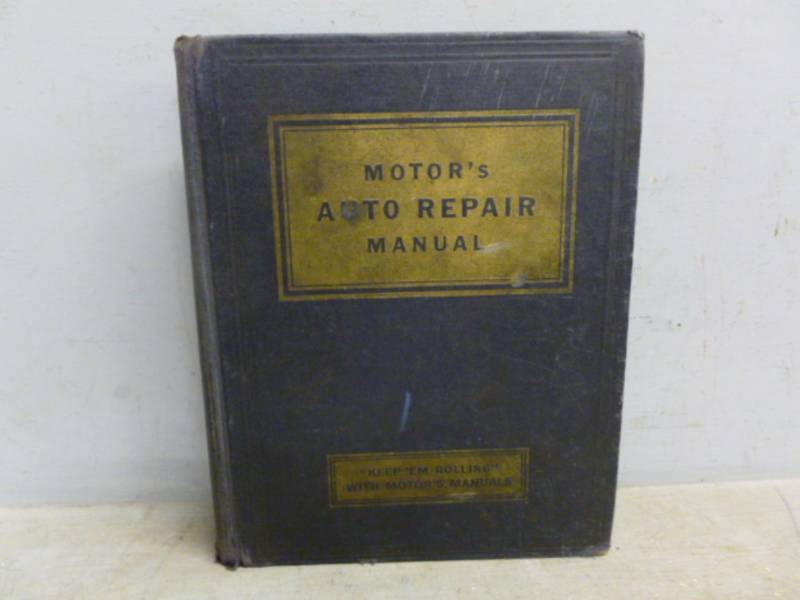 MOTOR's
AUTO REPAIR
MANUAL
"KEEP 'EM ROLLING"
WITH MOTOR'S MANUALS